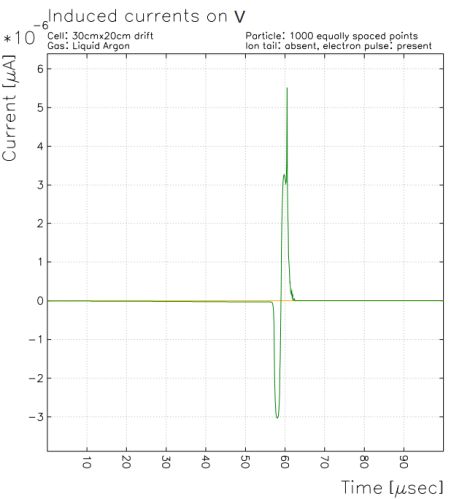 Induced currents on V
*10 -6
Cell: 30cmx20cm drift
Particle: 1000 equally spaced points
Gas: Liquid Argon
Ion tail: absent, electron pulse: present
Current [μA]
6
5
4
3
2
1
0
-1
-2
-3
10
20
30
40
50
60
70
80
90
Time [μsec]